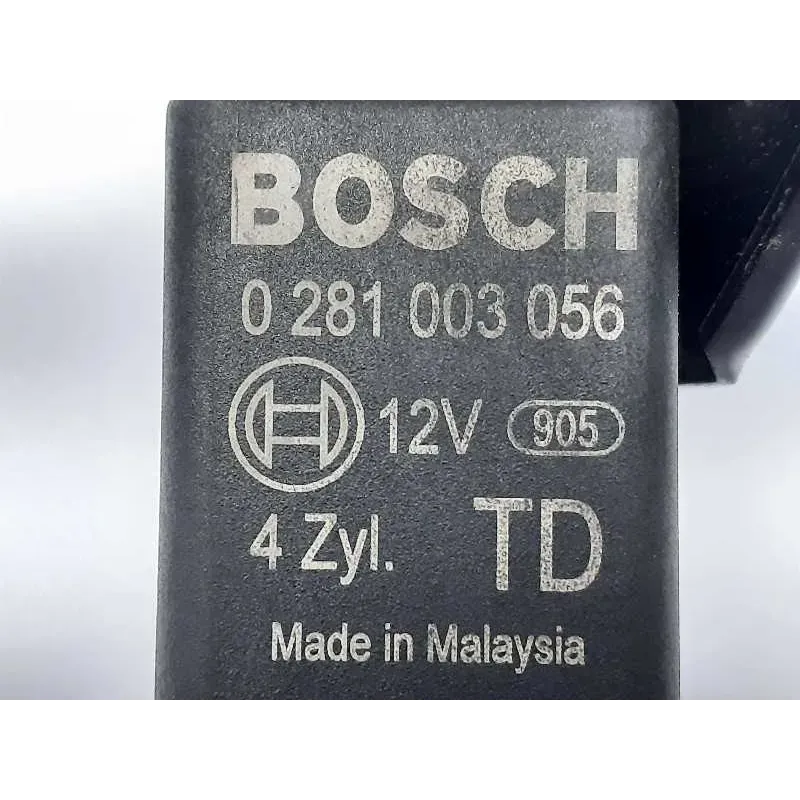 BOSCH
0 281 003 056
12V 905
4 Zyl. TD
Made in Malaysia